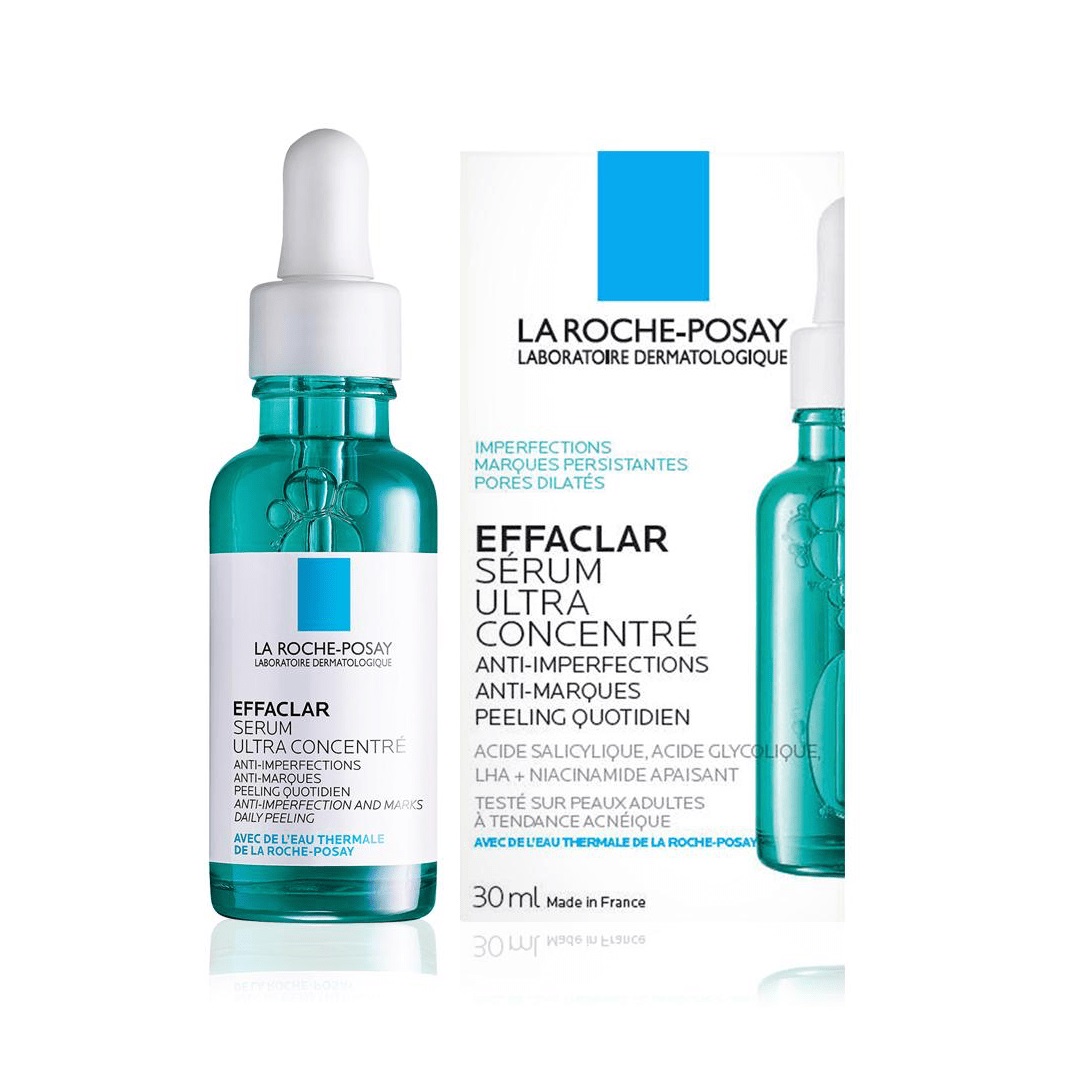 LA ROCHE-POSAY
LABORATOIRE DERMATOLOGIQUE
EFFACLAR
SERUM
ULTRA CONCENTRÉ
ANTI-IMPERFECTIONS
ANTI-MARQUES
PEELING QUOTIDIEN
ANTI-IMPERFECTION AND MARKS
DAILY PEELING
AVEC DE L'EAU THERMALE
DE LA ROCHE-POSAY
LA ROCHE-POSAY
LABORATOIRE DERMATOLOGIQUE
IMPERFECTIONS
MARQUES PERSISTANTES
PORES DILATÉS
EFFACLAR
SÉRUM
ULTRA
CONCENTRÉ
ANTI-IMPERFECTIONS
ANTI-MARQUES
PEELING QUOTIDIEN
ACIDE SALICYLIQUE, ACIDE GLYCOLIQUE,
LHA + NIACINAMIDE APAISANT
TESTÉ SUR PEAUX ADULTES
À TENDANCE ACNÉIQUE
AVEC DE L'EAU THERMALE DE LA ROCHE-POSAY
30 ml Made in France